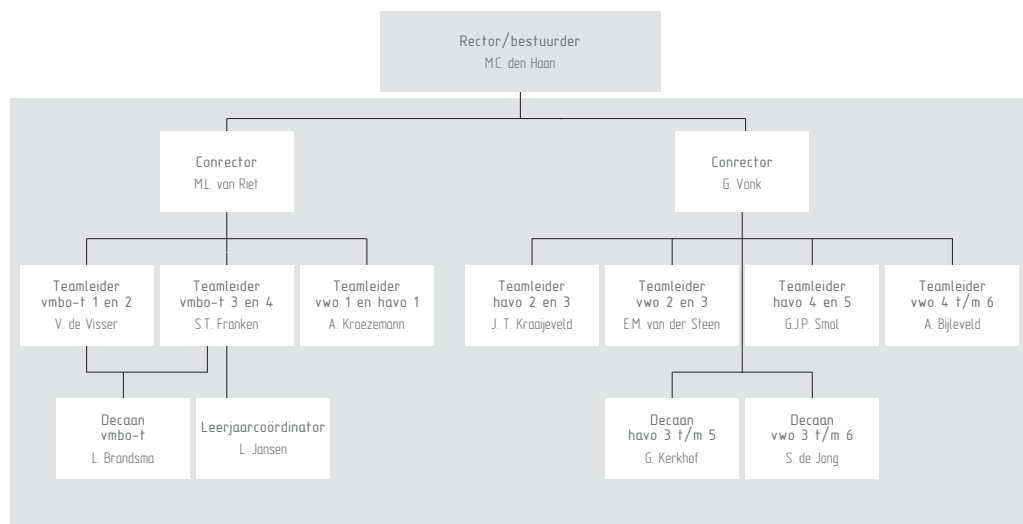 Rector/bestuurder
M.C. den Haan
Conrector
M.L. van Riet
Conrector
G. Vonk
Teamleider
vmbo-t 1 en 2
V. de Visser
Teamleider
vmbo-t 3 en 4
S.T. Franken
Teamleider
vwo 1 en havo 1
A. Kroezemann
Teamleider
havo 2 en 3
J. T. Kraaijeveld
Teamleider
vwo 2 en 3
E.M. van der Steen
Teamleider
havo 4 en 5
G.J.P. Smal
Teamleider
vwo 4 t/m 6
A. Bijleveld
Decaan
vmbo-t
L. Brandsma
Leerjaarcoördinator
L. Jansen
Decaan
havo 3 t/m 5
G. Kerkhof
Decaan
vwo 3 t/m 6
S. de Jong